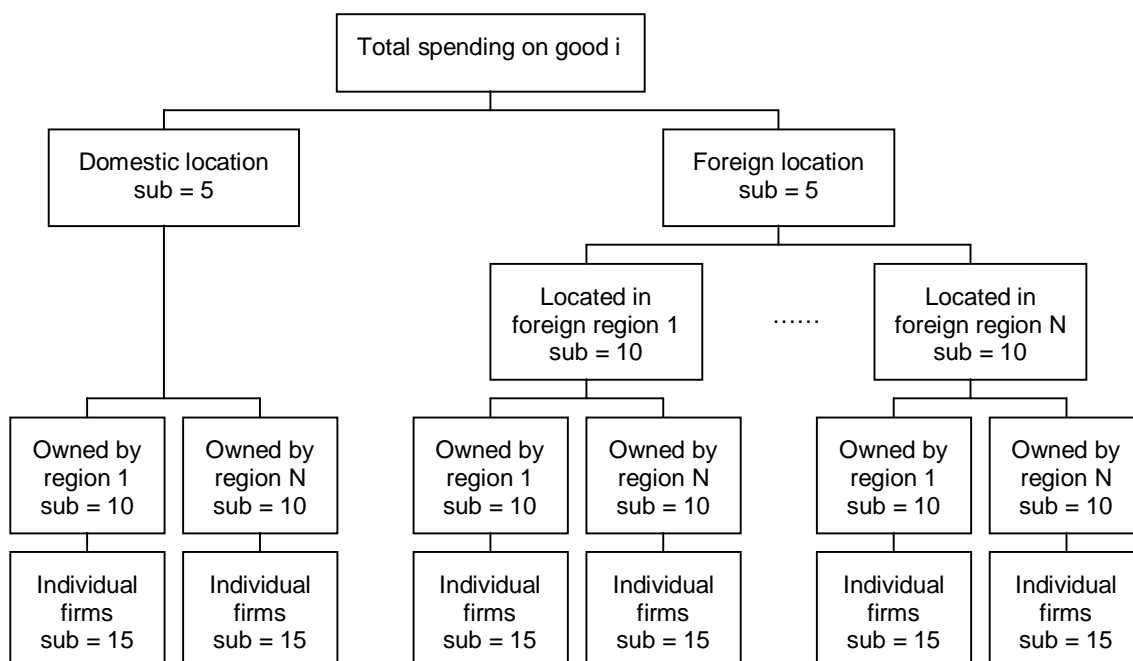 Total spending on good i
Domestic location
sub = 5
Foreign location
sub = 5
Located in
foreign region 1
sub = 10
......
Located in
foreign region N
sub = 10
Owned by
region 1
sub = 10
Owned by
region N
sub = 10
Owned by
region 1
sub = 10
Owned by
region N
sub = 10
Owned by
region 1
sub = 10
Owned by
region N
sub = 10
Individual
firms
sub = 15
Individual
firms
sub = 15
Individual
firms
sub = 15
Individual
firms
sub = 15
Individual
firms
sub = 15
Individual
firms
sub = 15